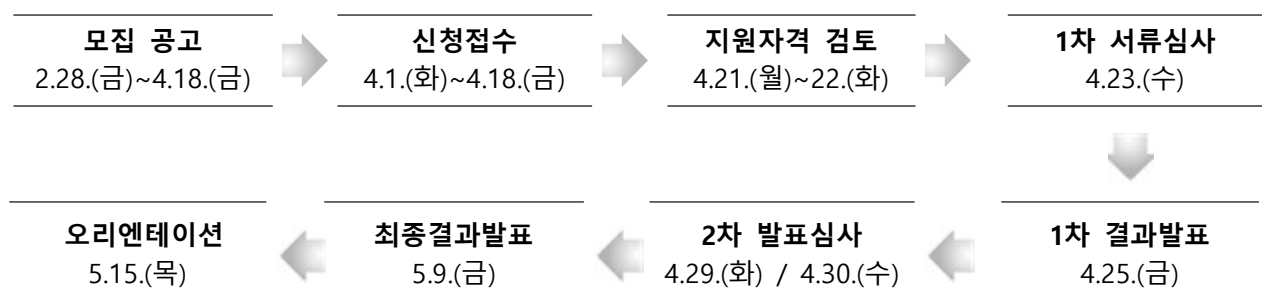 모집 공고
2.28.(금)~4.18.(금)
신청접수
4.1.(화)~4.18.(금)
지원자격 검토
4.21.(월)~22.(화)
1차 서류심사
4.23.(수)
1차 결과발표
4.25.(금)
2차 발표심사
4.29.(화) / 4.30.(수)
최종결과발표
5.9.(금)
오리엔테이션
5.15.(목)